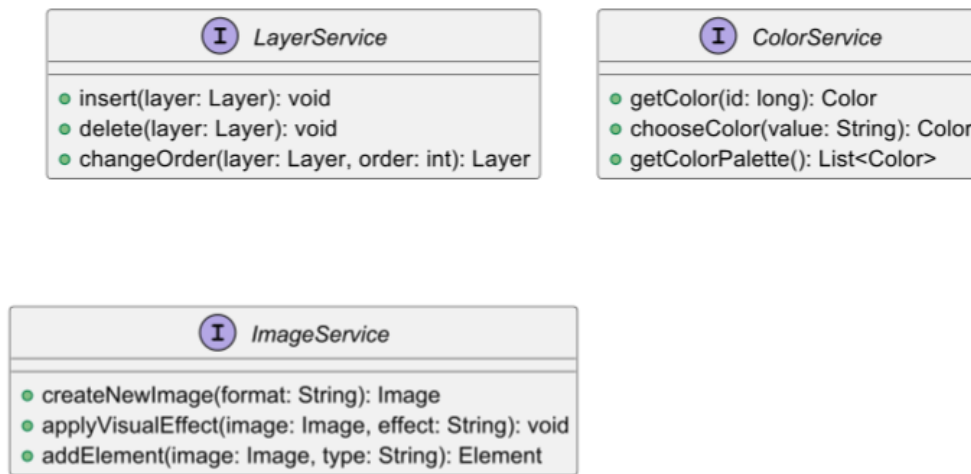 I LayerService
insert(layer: Layer): void
delete(layer: Layer): void
changeOrder(layer: Layer, order: int): Layer
I ColorService
getColor(id: long): Color
chooseColor(value: String): Color
getColorPalette(): List<Color>
I ImageService
createNewImage(format: String): Image
applyVisualEffect(image: Image, effect: String): void
addElement(image: Image, type: String): Element